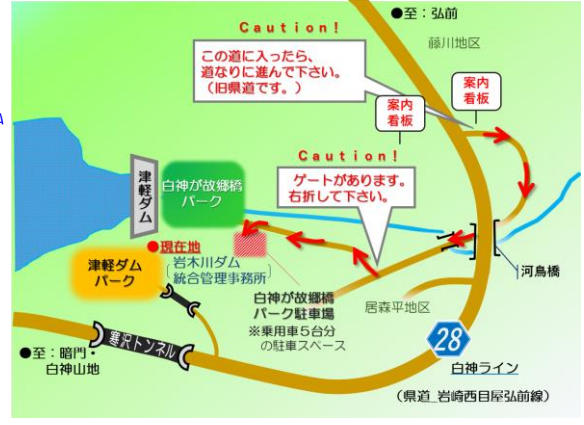 Caution!
この道に入ったら、
道なりに進んで下さい。
（旧県道です。）
●至：弘前
藤川地区
案内
看板
案内
看板
Caution!
ゲートがあります。
右折して下さい。
津軽ダム
白神が故郷橋
パーク
●現在地
岩木川ダム
統合管理事務所
津軽ダム
パーク
白神が故郷橋
パーク駐車場
※乗用車５台分
の駐車スペース
河鳥橋
居森平地区
28
白神ライン
（県道_岩崎西目屋弘前線）
寒沢トンネル
●至：暗門・
白神山地